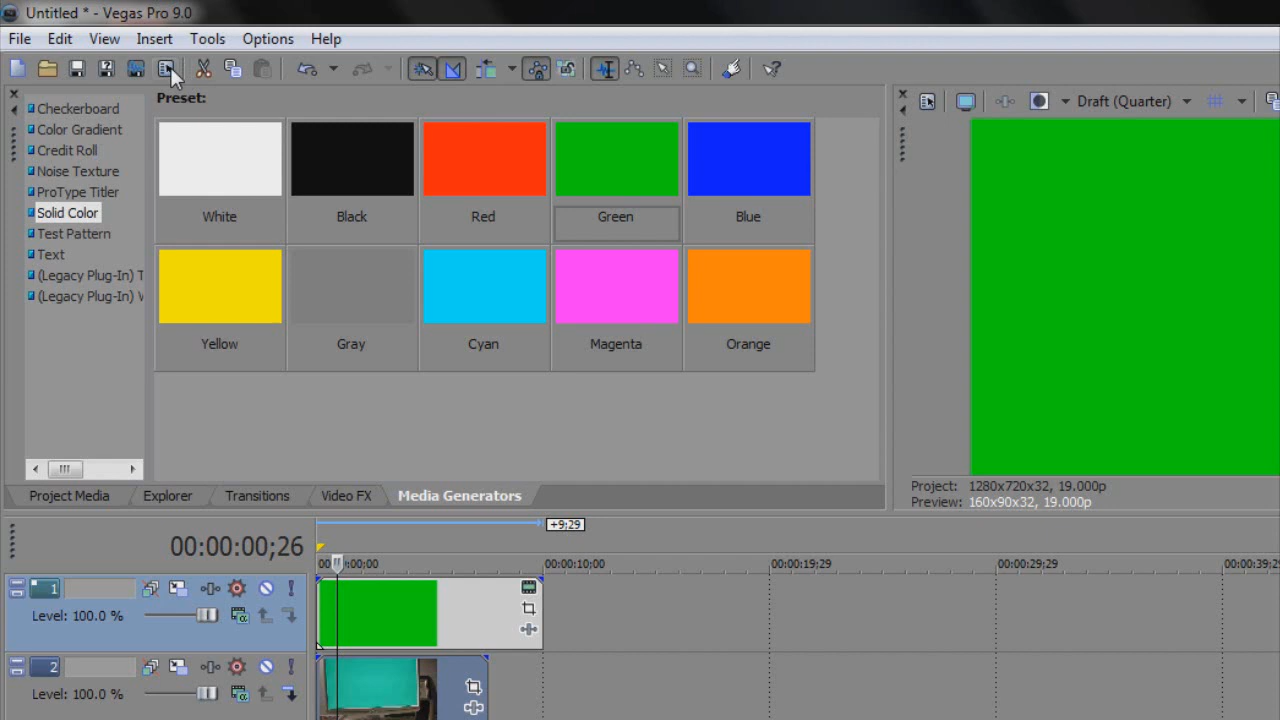 Untitled * - Vegas Pro 9.0
File Edit View Insert Tools Options Help
Preset:
Checkerboard
Color Gradient
Credit Roll
Noise Texture
ProType Titler
Solid Color
Test Pattern
Text
(Legacy Plug-In) T
(Legacy Plug-In)
White Black Red Green Blue
Yellow Gray Cyan Magenta Orange
Draft (Quarter)
Project: 1280x720x32, 19.000p
Preview: 160x90x32, 19.000p
Project Media Explorer Transitions Video FX Media Generators
+9;29
00:00:00;26
00:00:10;00 00:00:19;29 00:00:29;29
1
Level: 100.0 %
2
Level: 100.0 %